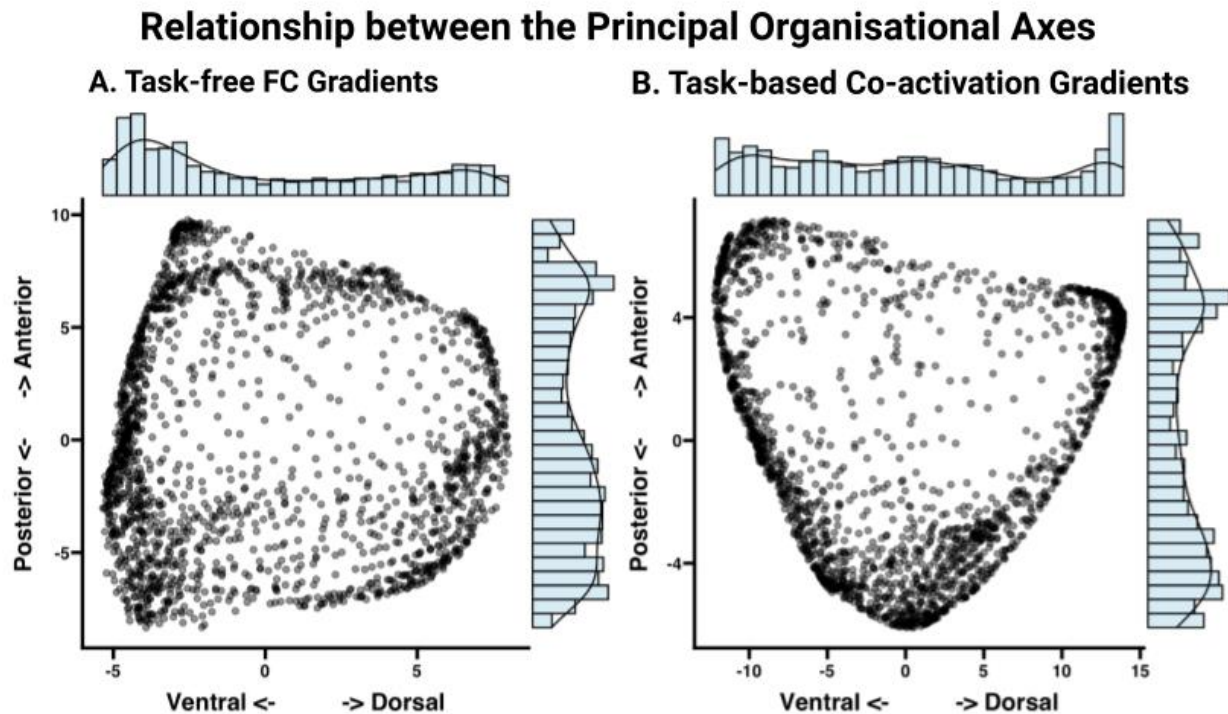 Relationship between the Principal Organisational Axes
A. Task-free FC Gradients
B. Task-based Co-activation Gradients
10
5
0
-5
Posterior <- -> Anterior
-5 0 5
Ventral <- -> Dorsal
4
0
-4
Posterior <- -> Anterior
-10 -5 0 5 10 15
Ventral <- -> Dorsal